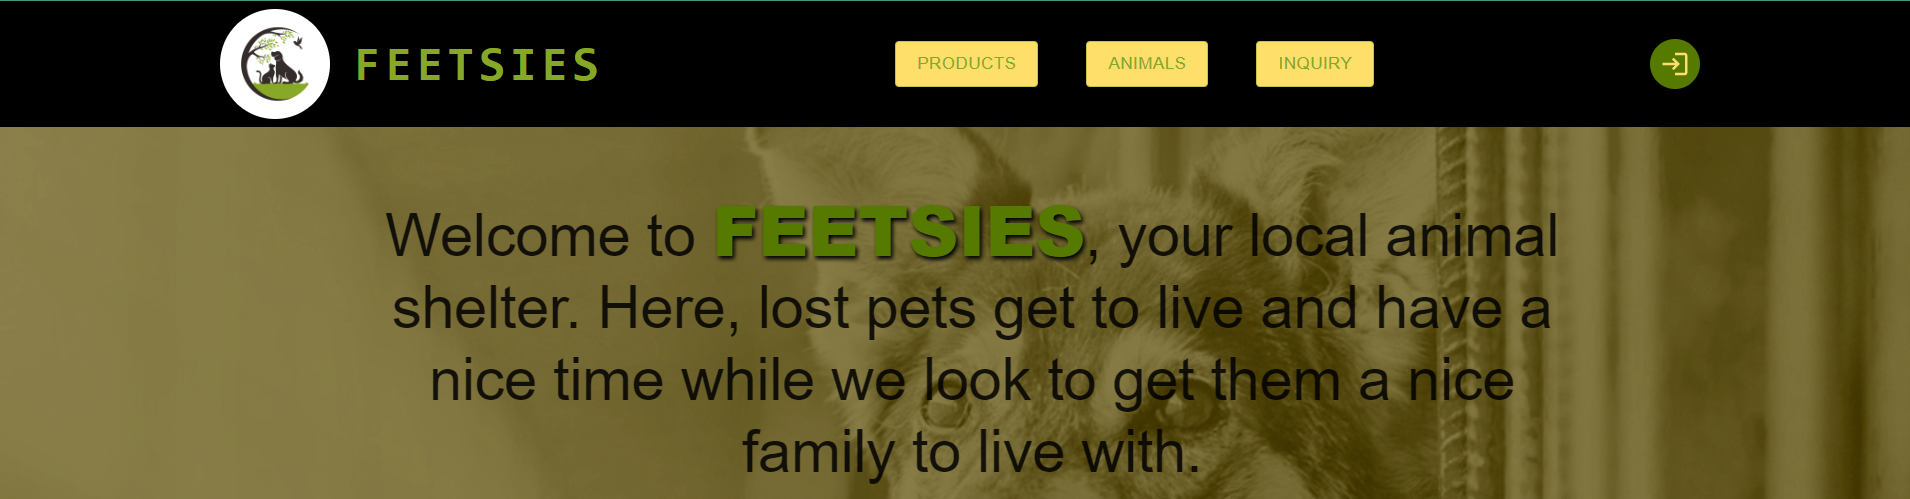 FEETSIES
PRODUCTS
ANIMALS
INQUIRY
Welcome to FEETSIES, your local animal
shelter. Here, lost pets get to live and have a
nice time while we look to get them a nice
family to live with.